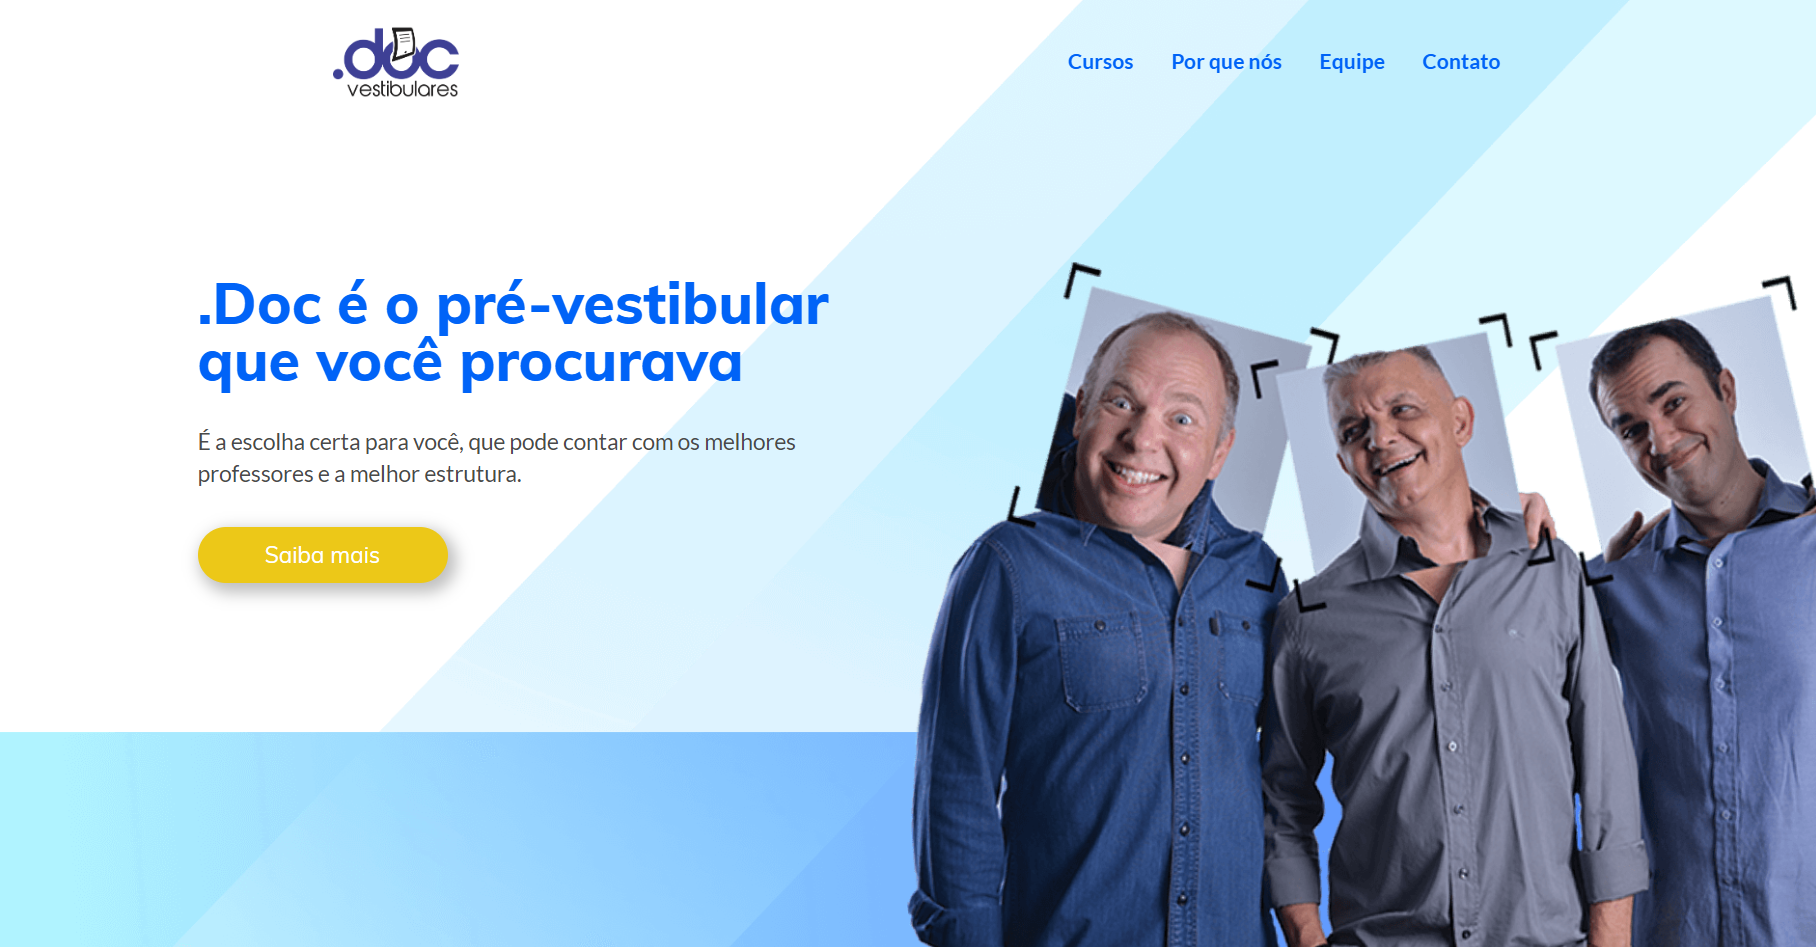 .doc
vestibulares
Cursos Por que nós Equipe Contato
.Doc é o pré-vestibular
que você procurava
É a escolha certa para você, que pode contar com os melhores
professores e a melhor estrutura.
Saiba mais